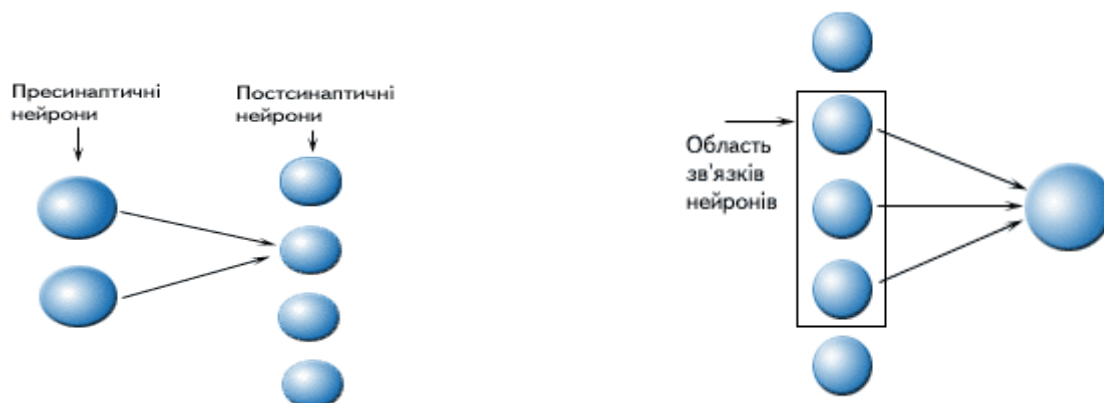 Пресинаптичні
нейрони
Постсинаптичні
нейрони
Область
зв'язків
нейронів